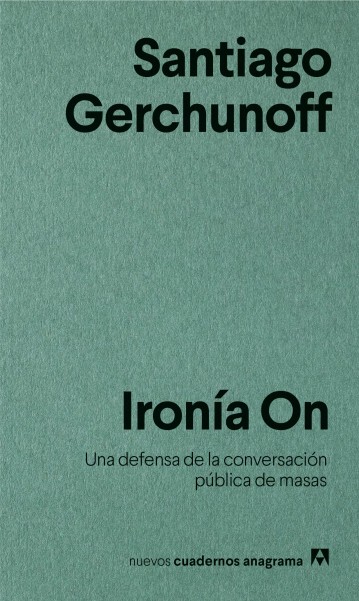 Santiago
Gerchunoff
Ironía On
Una defensa de la conversación
pública de masas
nuevos cuadernos anagrama